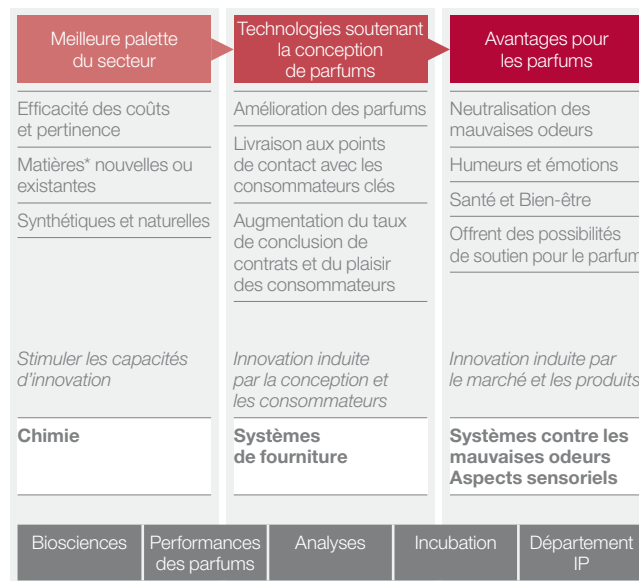 Meilleure palette
du secteur
Efficacité des coûts
et pertinence
Matières* nouvelles ou
existantes
Synthétiques et naturelles
Stimuler les capacités
d'innovation
Chimie
Technologies soutenant
la conception
de parfums
Amélioration des parfums
Livraison aux points
de contact avec les
consommateurs clés
Augmentation du taux
de conclusion de
contrats et du plaisir
des consommateurs
Innovation induite
par la conception et
les consommateurs
Systèmes
de fourniture
Avantages pour
les parfums
Neutralisation des
mauvaises odeurs
Humeurs et émotions
Santé et Bien-être
Offrent des possibilités
de soutien pour le parfum
Innovation induite par
le marché et les produits
Systèmes contre les
mauvaises odeurs
Aspects sensoriels
Biosciences
Performances
des parfums
Analyses
Incubation
Département
IP